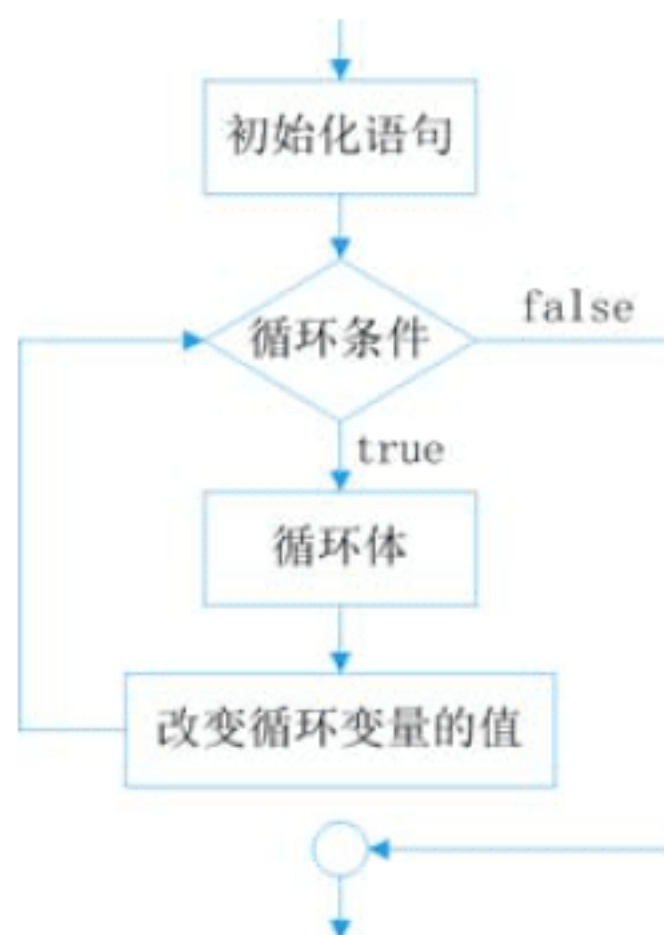 初始化语句
循环条件
false
true
循环体
改变循环变量的值